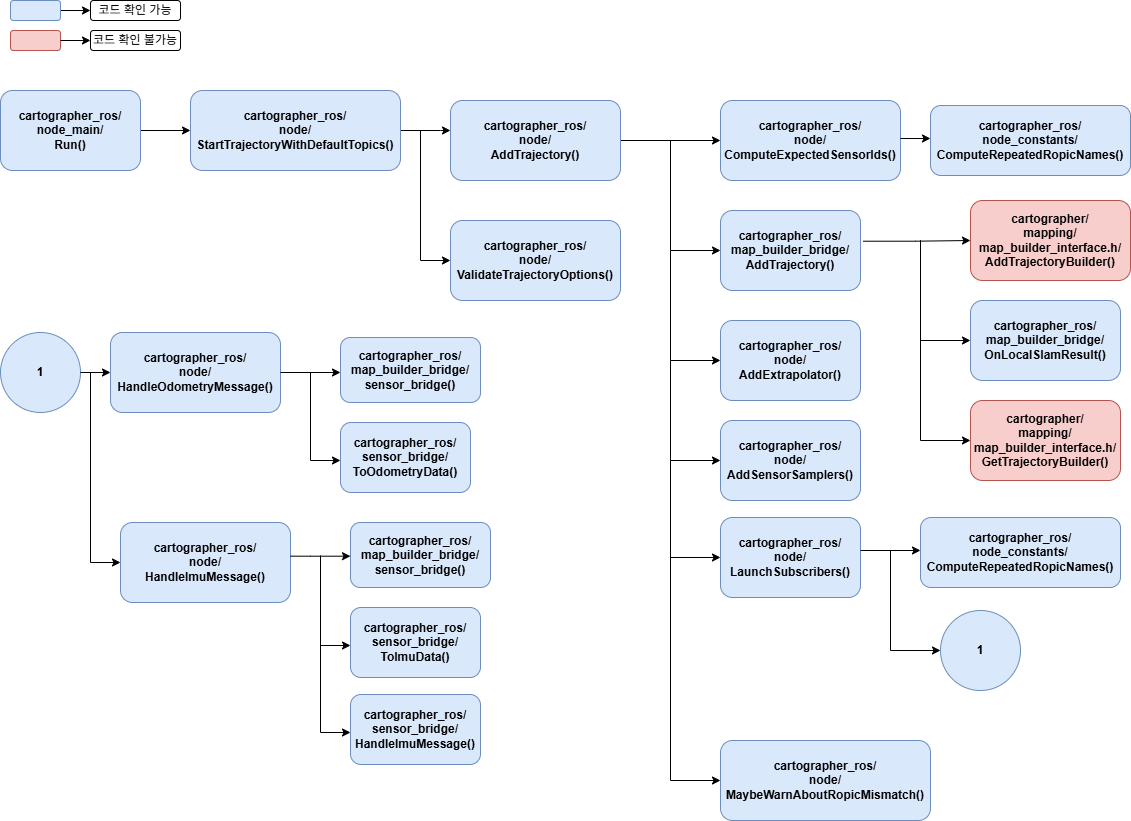 코드 확인 가능
코드 확인 불가능
cartographer_ros/
node_main/
Run()
cartographer_ros/
node/
StartTrajectoryWithDefaultTopics()
cartographer_ros/
node/
AddTrajectory()
cartographer_ros/
node/
ValidateTrajectoryOptions()
cartographer_ros/
node/
ComputeExpectedSensorIds()
cartographer_ros/
node_constants/
ComputeRepeatedRopicNames()
cartographer_ros/
map_builder_bridge/
AddTrajectory()
cartographer/
mapping/
map_builder_interface.h/
AddTrajectoryBuilder()
cartographer_ros/
map_builder_bridge/
OnLocalSlamResult()
cartographer/
mapping/
map_builder_interface.h/
GetTrajectoryBuilder()
cartographer_ros/
node/
AddExtrapolator()
cartographer_ros/
node/
AddSensorSamplers()
cartographer_ros/
node/
LaunchSubscribers()
cartographer_ros/
node_constants/
ComputeRepeatedRopicNames()
1
cartographer_ros/
node/
MaybeWarnAboutRopicMismatch()
1
cartographer_ros/
node/
HandleOdometryMessage()
cartographer_ros/
map_builder_bridge/
sensor_bridge()
cartographer_ros/
sensor_bridge/
ToOdometryData()
cartographer_ros/
node/
HandleImuMessage()
cartographer_ros/
map_builder_bridge/
sensor_bridge()
cartographer_ros/
sensor_bridge/
ToImuData()
cartographer_ros/
sensor_bridge/
HandleImuMessage()